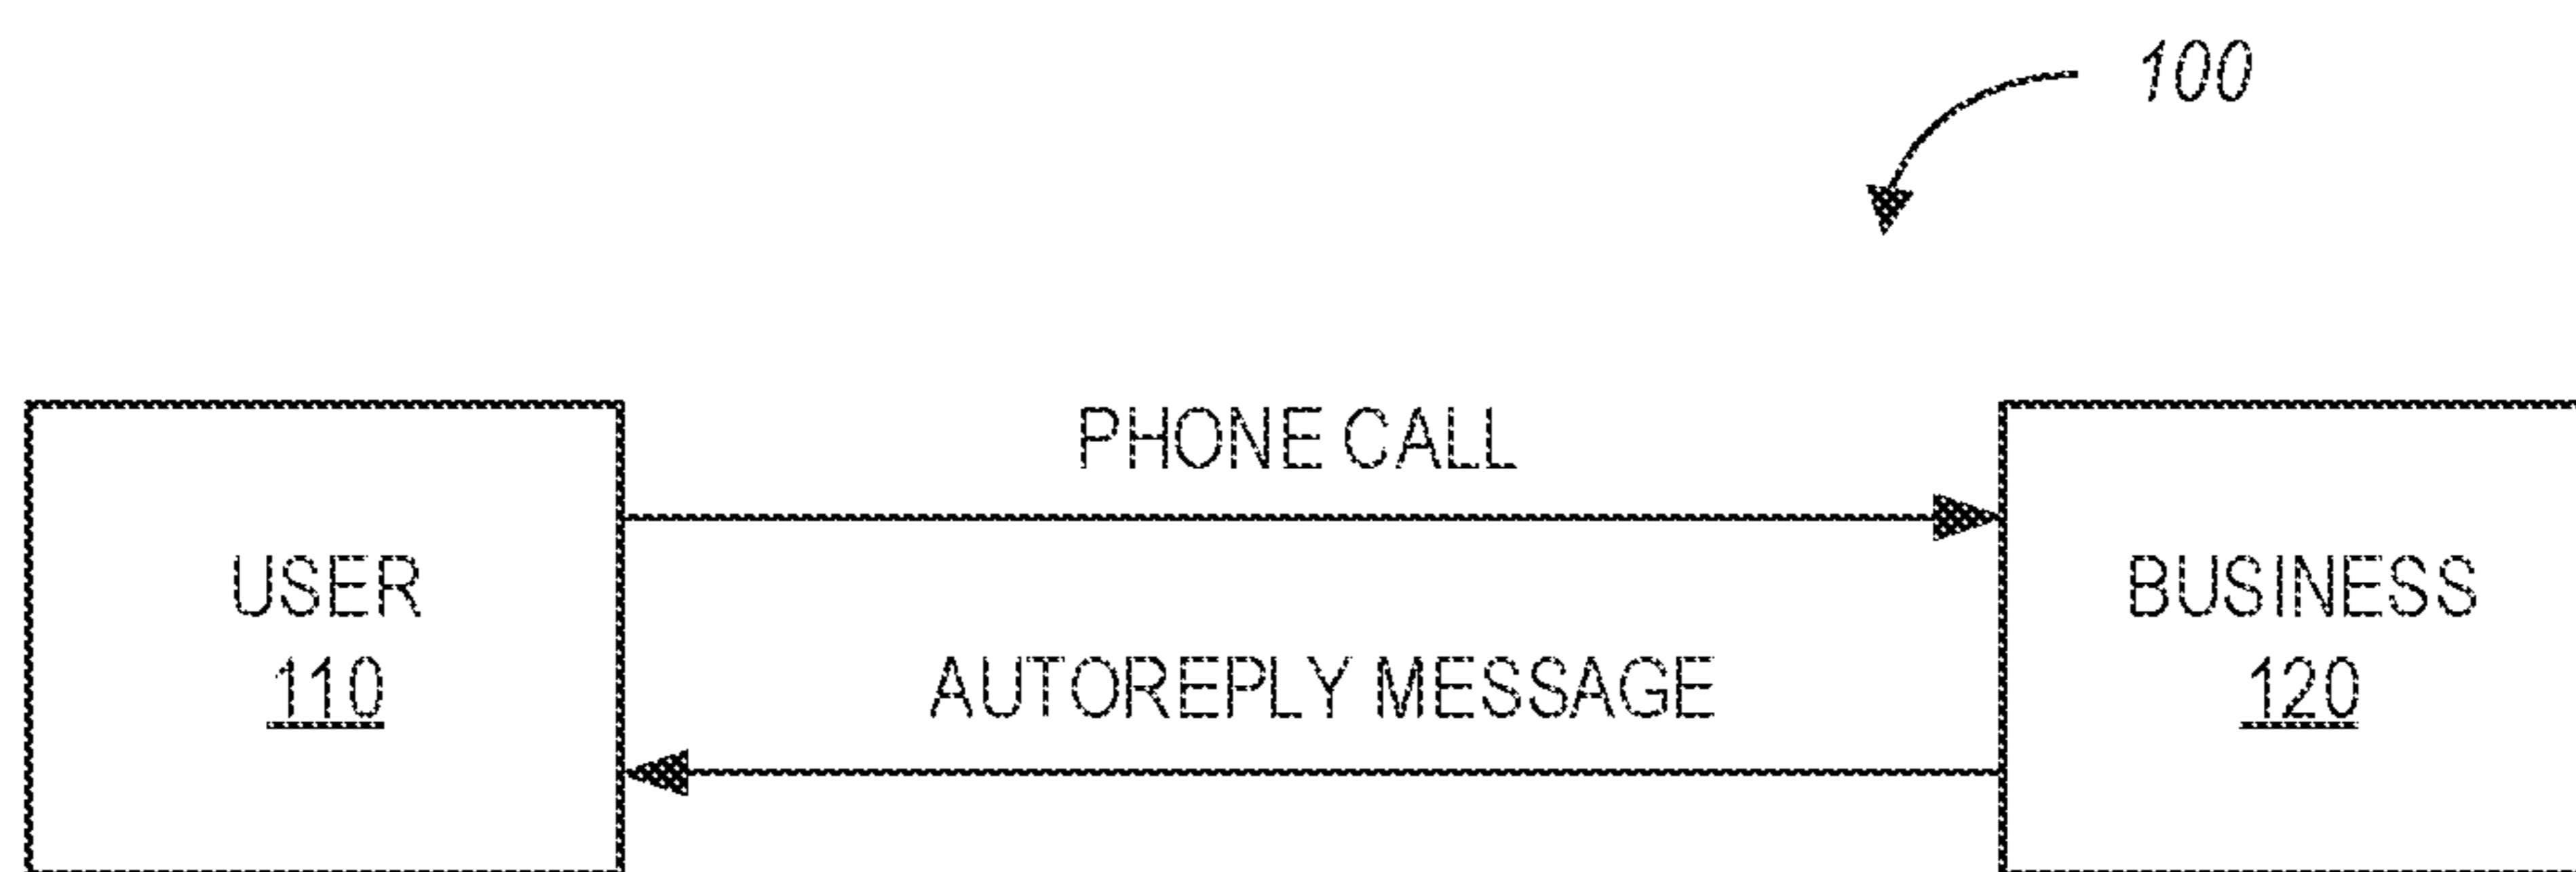 100
PHONE CALL
USER
110
AUTOREPLY MESSAGE
BUSINESS
120